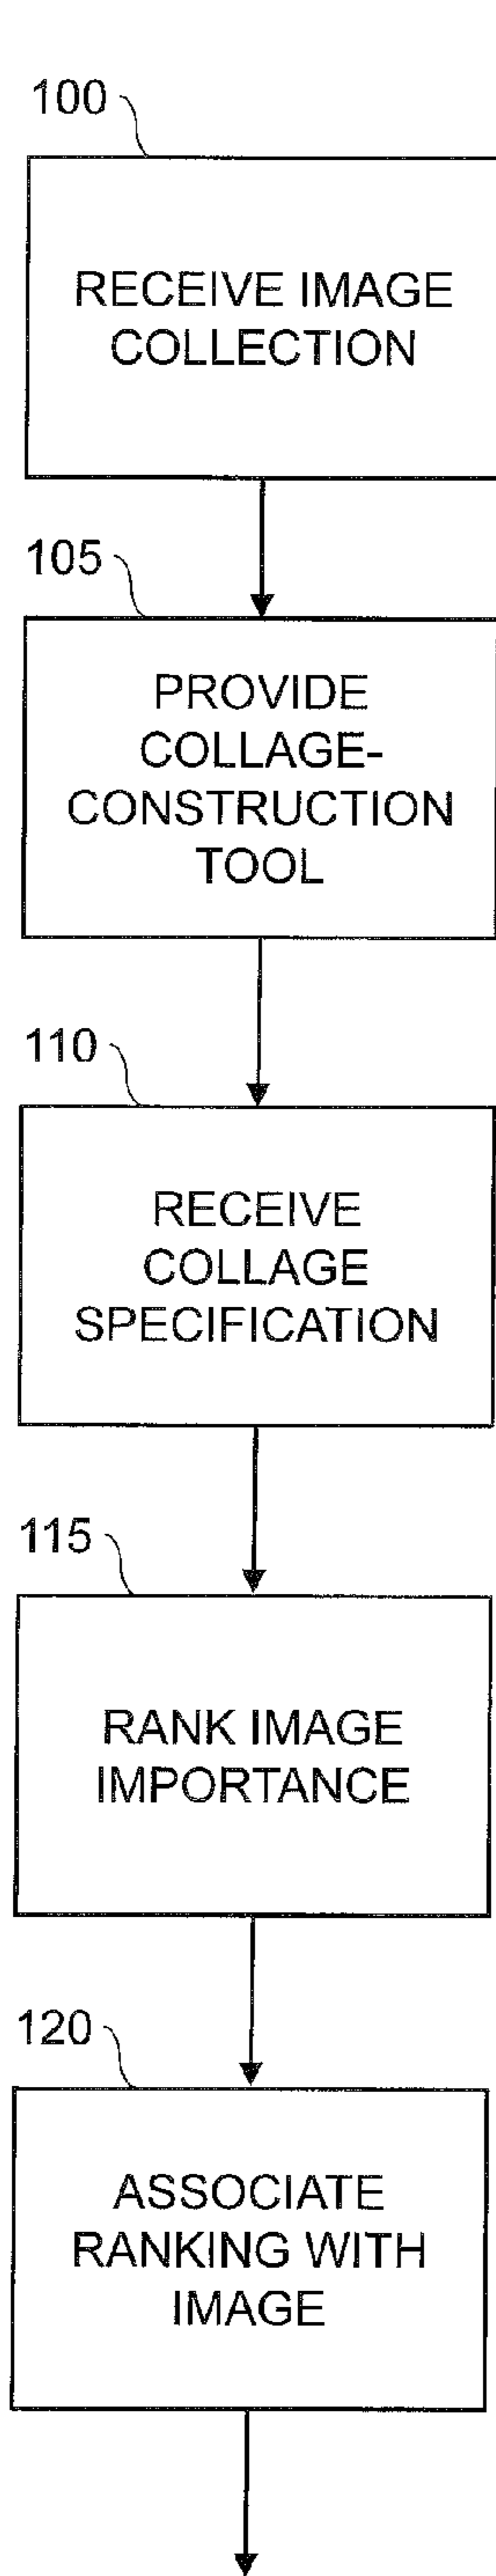 100
RECEIVE IMAGE
COLLECTION
105
PROVIDE
COLLAGE-
CONSTRUCTION
TOOL
110
RECEIVE
COLLAGE
SPECIFICATION
115
RANK IMAGE
IMPORTANCE
120
ASSOCIATE
RANKING WITH
IMAGE